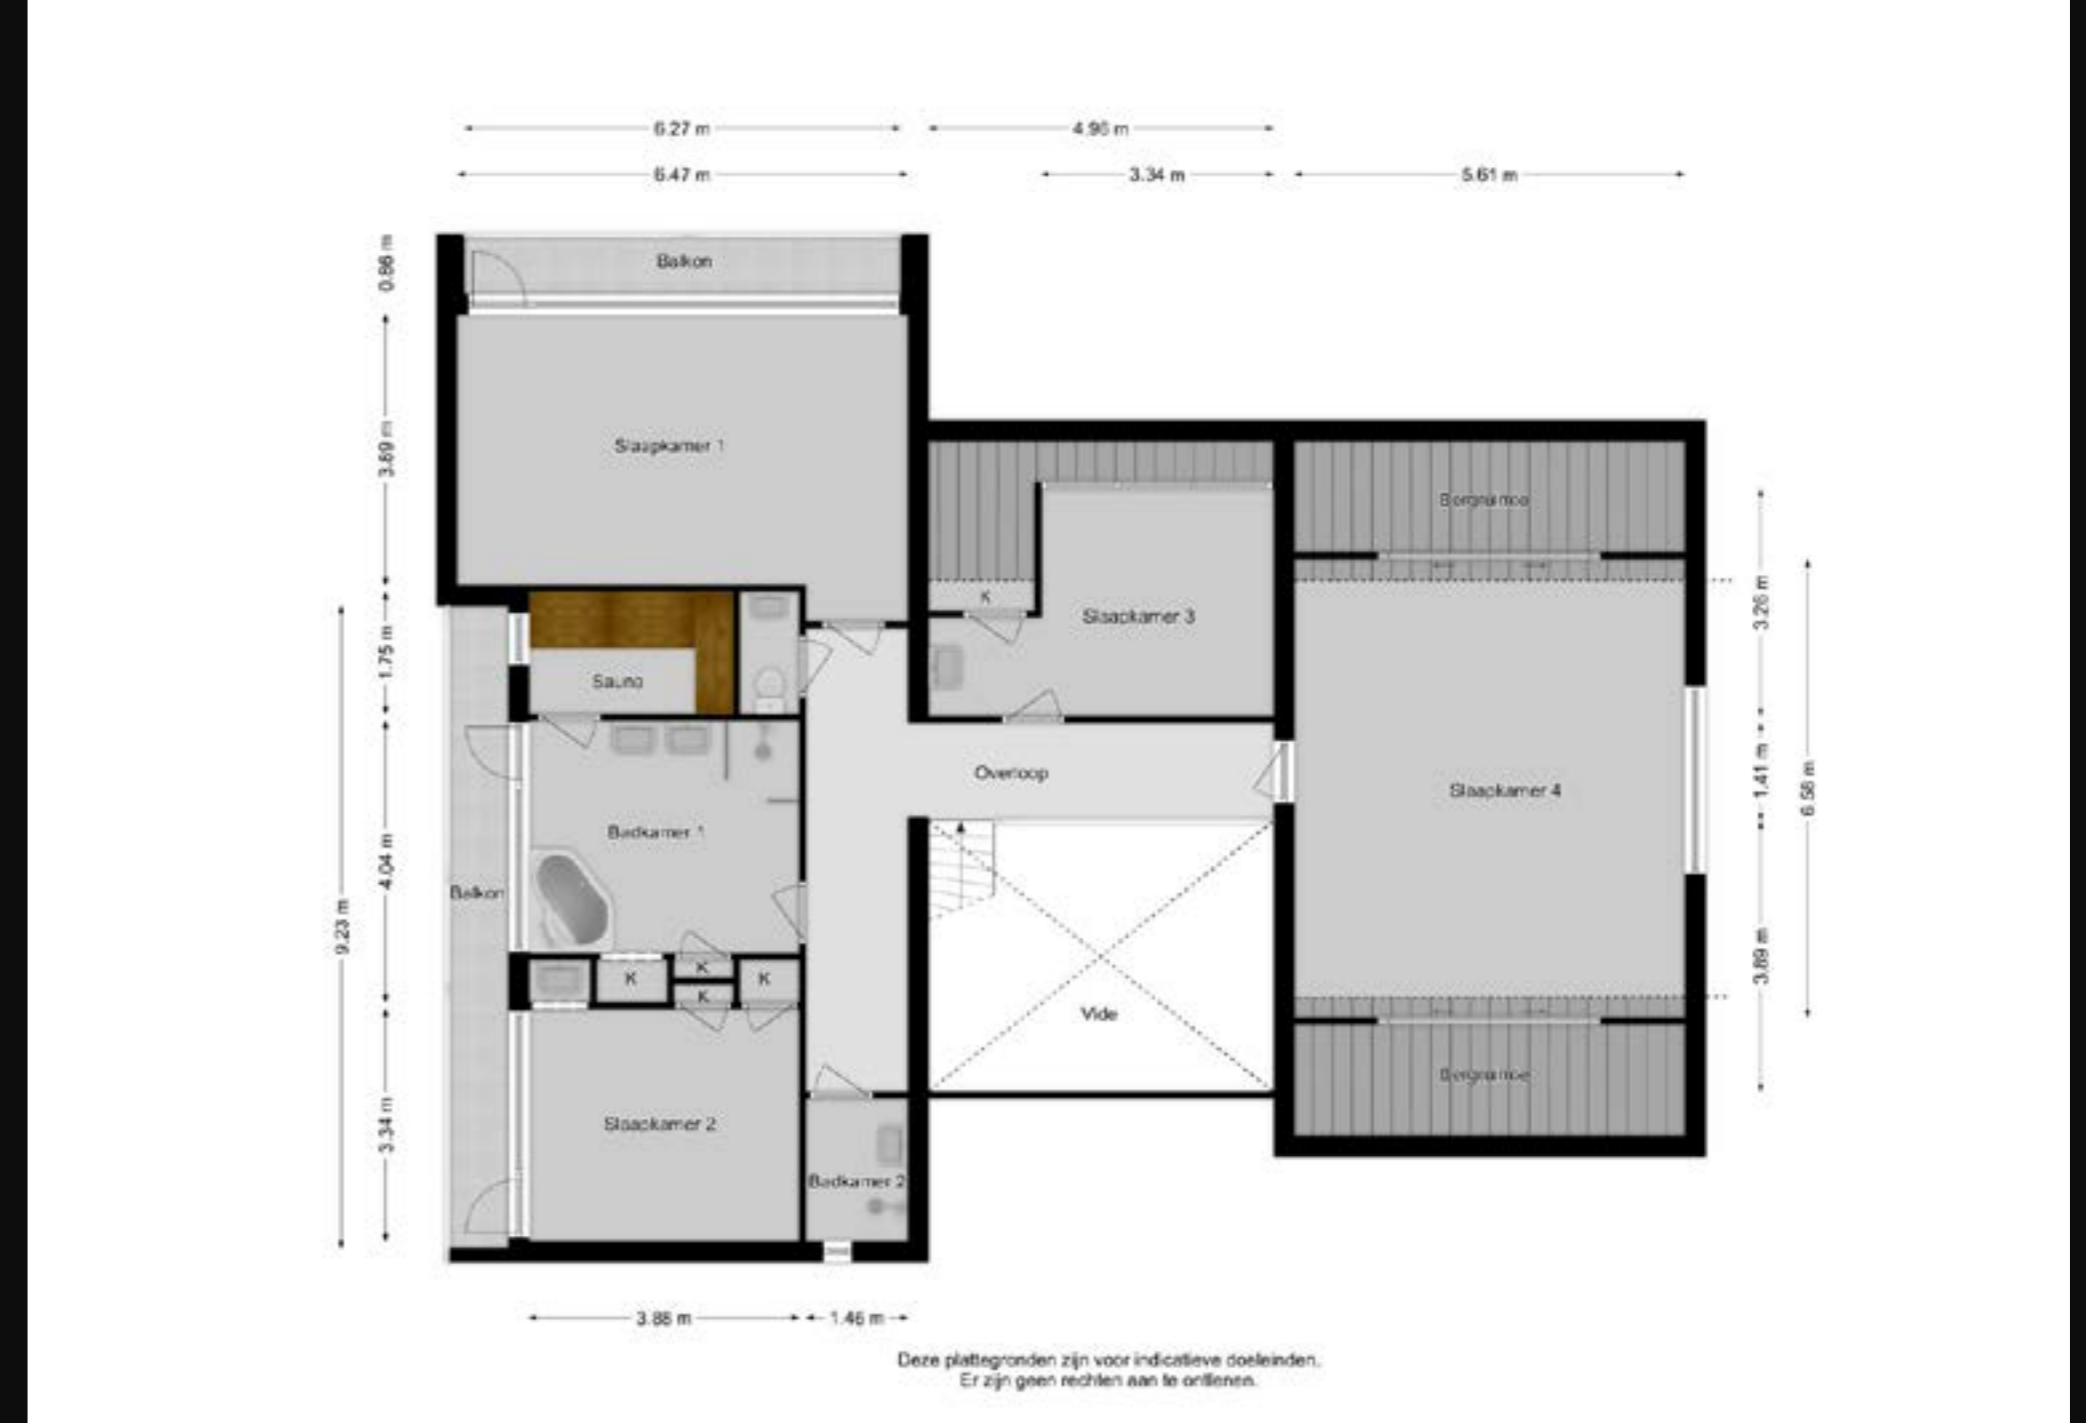 6.27 m
4.96 m
6.47 m
3.34 m
5.61 m
0.86 m
Balkon
3.89 m
Slaapkamer 1
Bergruimte
K
Slaapkamer 3
3.26 m
1.75 m
Sauna
Overloop
1.41 m
Slaapkamer 4
6.58 m
Badkamer 1
4.04 m
Balkon
9.23 m
K
K
K
K
Vide
3.89 m
Bergruimte
3.34 m
Slaapkamer 2
Badkamer 2
3.88 m
1.46 m
Deze plattegronden zijn voor indicatieve doeleinden.
Er zijn geen rechten aan te ontlenen.